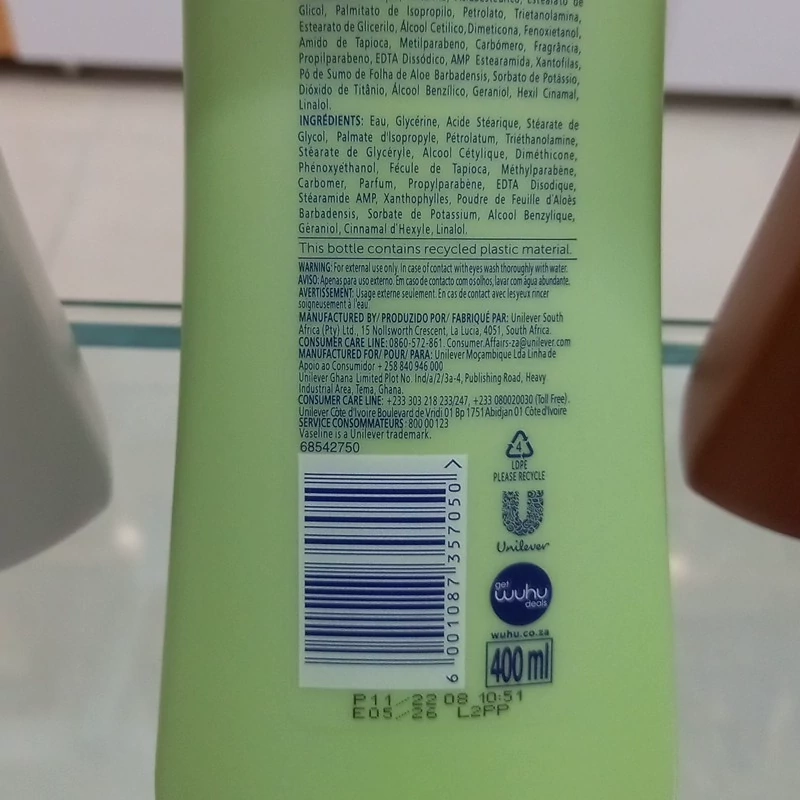 Glicol, Palmitato de Isopropilo, Petrolato, Trietanolamina,
Estearato de Glicerilo, Álcool Cetílico, Dimeticona, Fenoxietanol,
Amido de Tapioca, Metilparabeno, Carbómero, Fragrância,
Propilparabeno, EDTA Dissódico, AMP Estearamida, Xantofilas,
Pó de Sumo de Folha de Aloe Barbadensis, Sorbato de Potássio,
Dióxido de Titânio, Álcool Benzílico, Geraniol, Hexil Cinamal,
Linalol.
INGRÉDIENTS: Eau, Glycérine, Acide Stéarique, Stéarate de
Glycol, Palmate d'Isopropyle, Pétrolatum, Triéthanolamine,
Stéarate de Glycéryle, Alcool Cétylique, Diméthicone,
Phénoxyéthanol, Fécule de Tapioca, Méthylparabène,
Carbomer, Parfum, Propylparabène, EDTA Disodique,
Stéaramide AMP, Xanthophylles, Poudre de Feuille d'Aloès
Barbadensis, Sorbate de Potassium, Alcool Benzylique,
Géraniol, Cinnamal d'Hexyle, Linalol.
This bottle contains recycled plastic material.
WARNING: For external use only. In case of contact with eyes wash thoroughly with water.
AVISO: Apenas para uso externo. Em caso de contacto com os olhos, lavar com água abundante.
AVERTISSEMENT: Usage externe seulement. En cas de contact avec les yeux rincer
soigneusement à l'eau.
MANUFACTURED BY/ PRODUZIDO POR/ FABRIQUÉ PAR: Unilever South
Africa (Pty) Ltd., 15 Nollsworth Crescent, La Lucia, 4051, South Africa.
CONSUMER CARE LINE: 0860-572-861. Consumer.Affairs-za@unilever.com
MANUFACTURED FOR/ POUR/ PARA: Unilever Moçambique Lda Linha de
Apoio ao Consumidor + 258 840 946 000
Unilever Ghana Limited Plot No. Ind/a/2/3a-4, Publishing Road, Heavy
Industrial Area, Tema, Ghana.
CONSUMER CARE LINE: +233 303 218 233/247, +233 080020030 (Toll Free).
Unilever Côte d'Ivoire Boulevard de Vridi 01 Bp 1751 Abidjan 01 Côte d'Ivoire
SERVICE CONSOMMATEURS: 800 00 123
Vaseline is a Unilever trademark.
68542750
6 001087 357050 >
4
LDPE
PLEASE RECYCLE
Unilever
get
wuhu
deals
wuhu.co.za
400 ml
P11/22 08 10:51
E05/26 L2PP